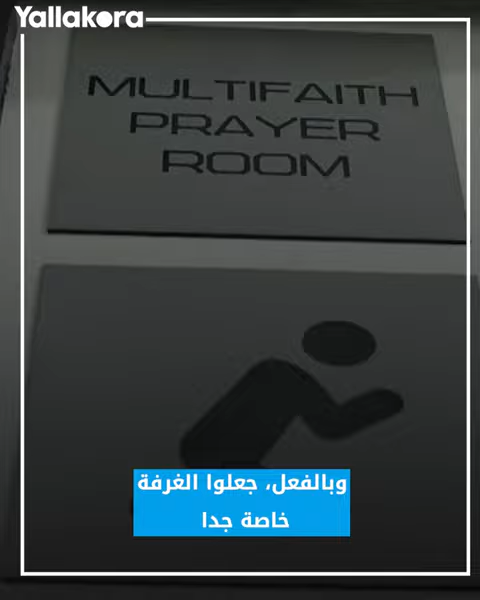 Yallakora
MULTIFAITH
PRAYER
ROOM
وبالفعل، جعلوا الغرفة
خاصة جدا